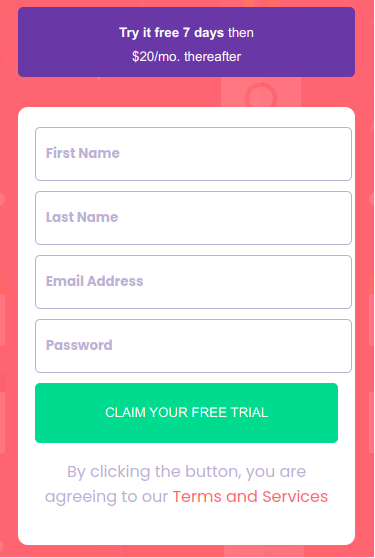 Try it free 7 days then
$20/mo. thereafter
First Name
Last Name
Email Address
Password
CLAIM YOUR FREE TRIAL
By clicking the button, you are
agreeing to our Terms and Services